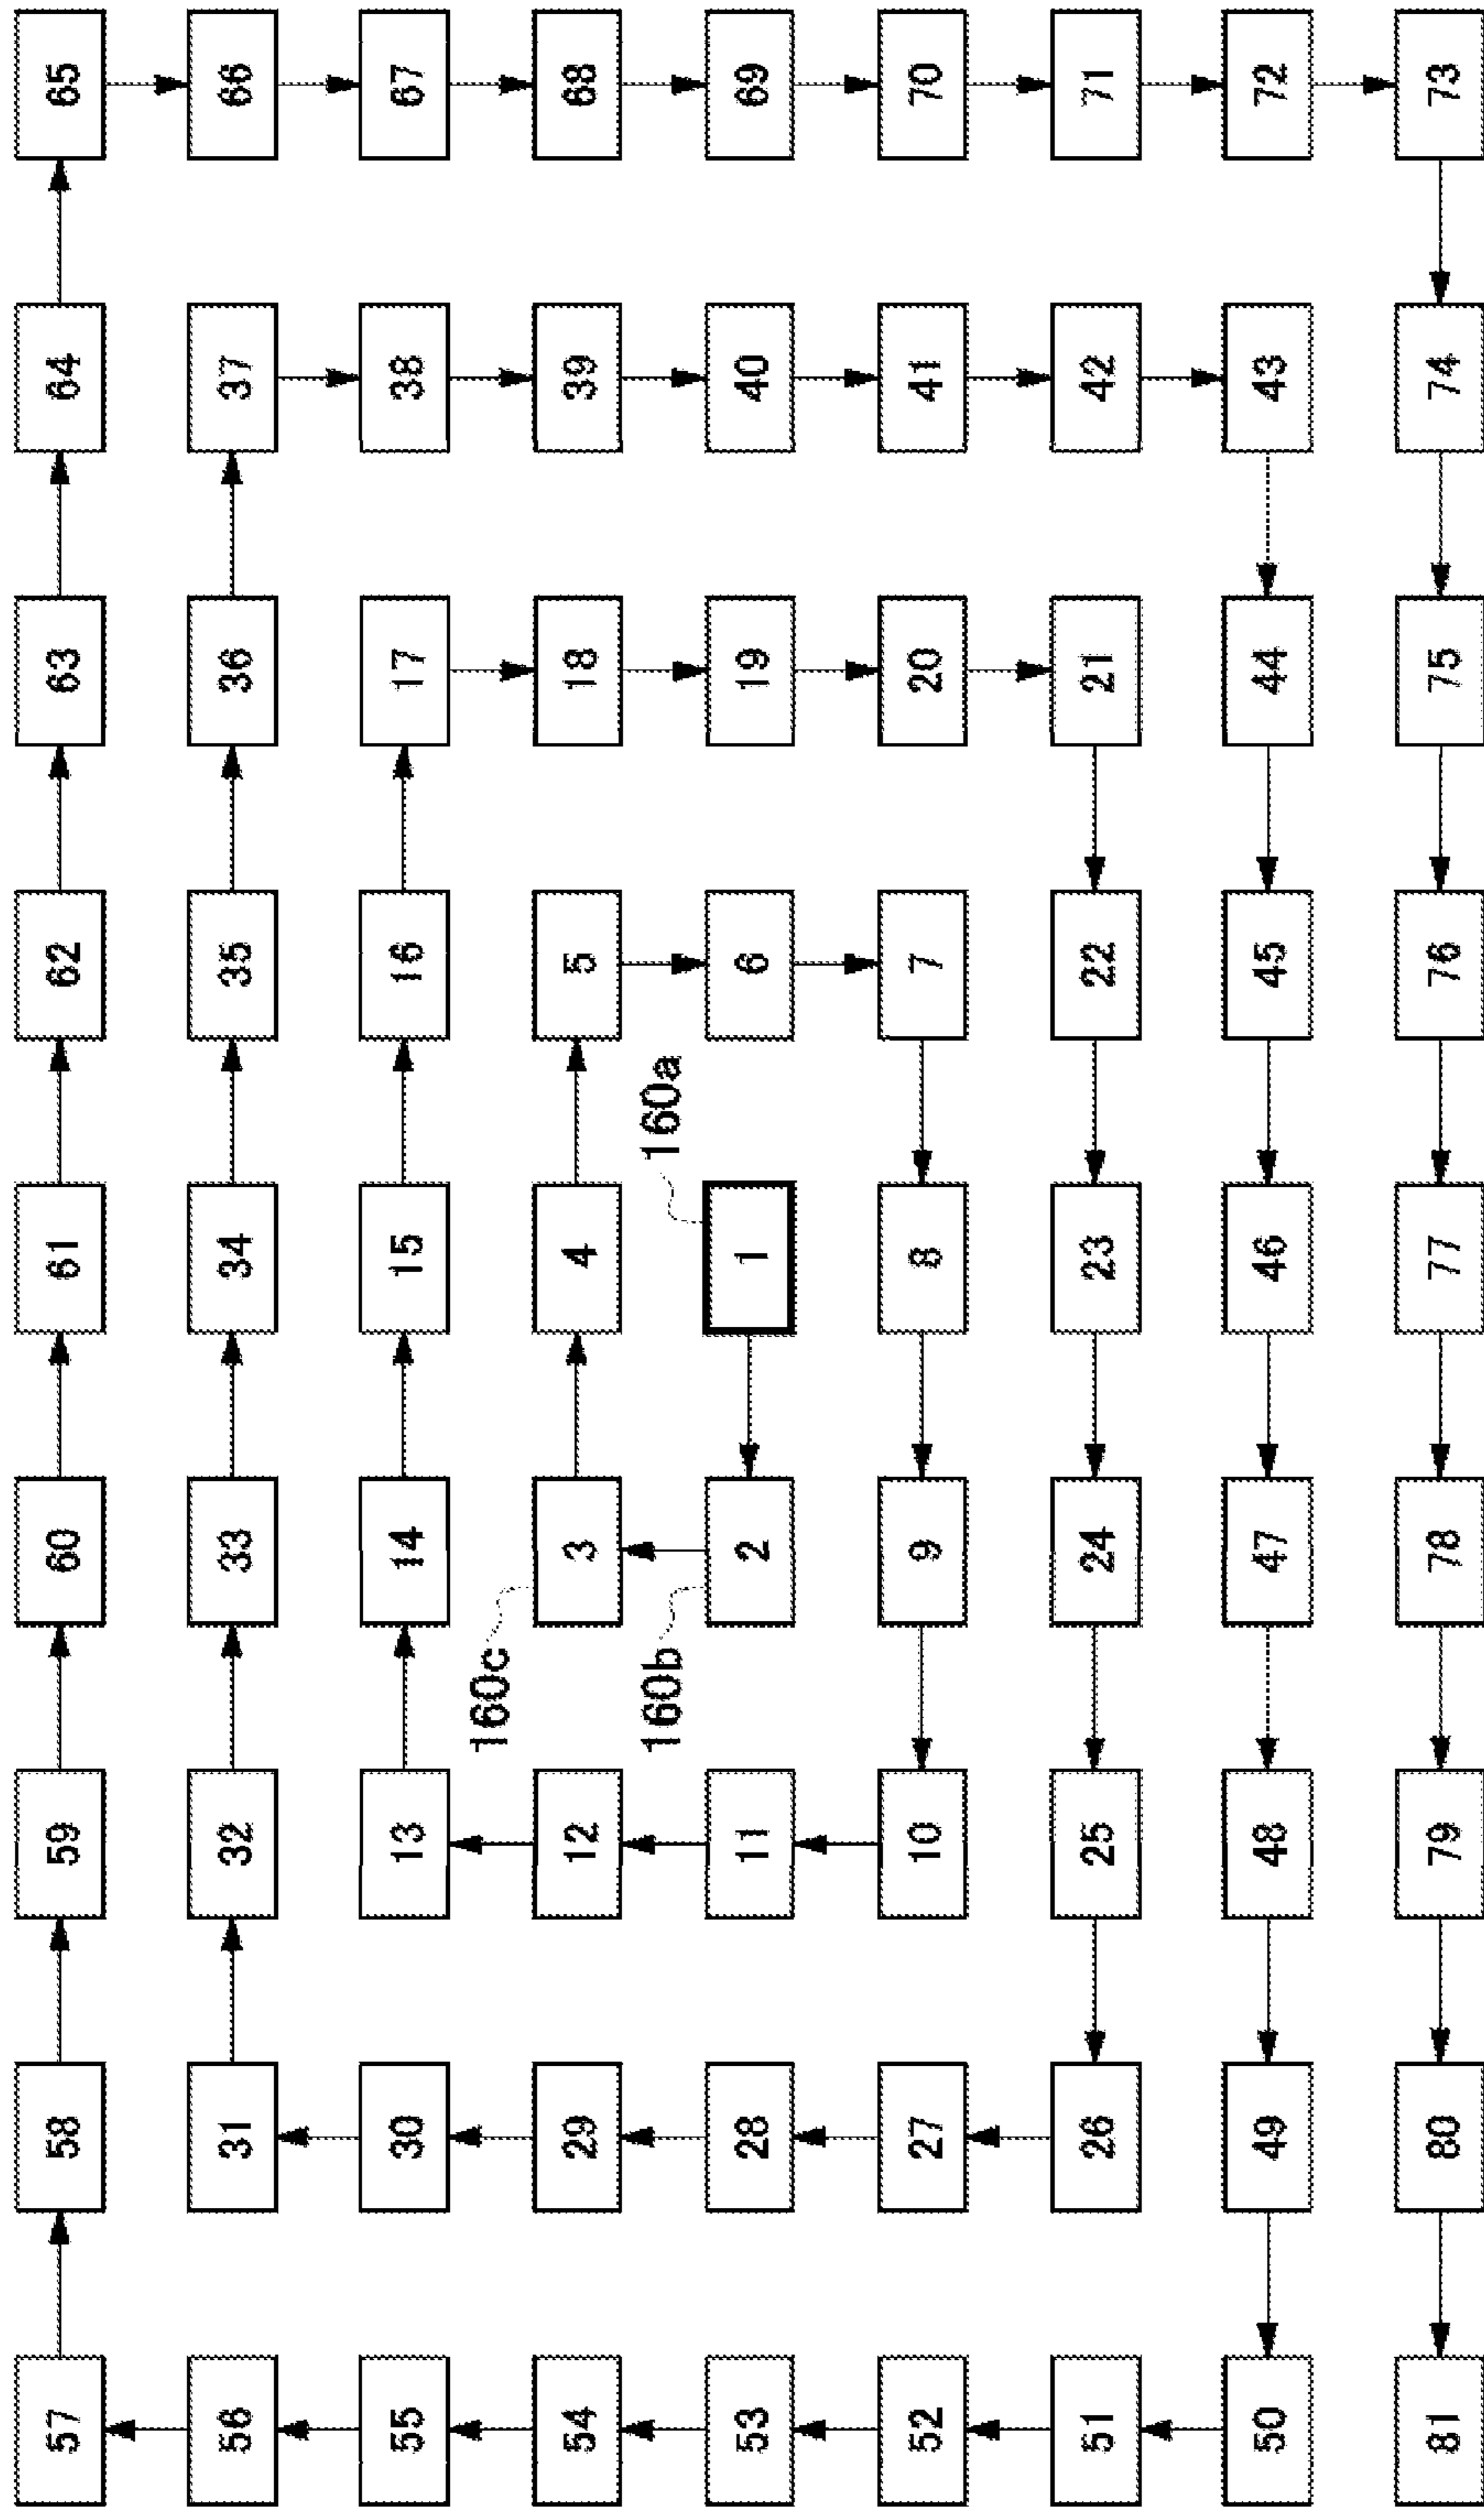 57 58 59 60 61 62 63 64 65
56 31 32 33 34 35 36 37 66
55 30 13 14 15 16 17 38 67
160c
54 29 12 3 4 5 18 39 68
160b 160a
53 28 11 2 1 6 19 40 69
52 27 10 9 8 7 20 41 70
51 26 25 24 23 22 21 42 71
50 49 48 47 46 45 44 43 72
81 80 79 78 77 76 75 74 73